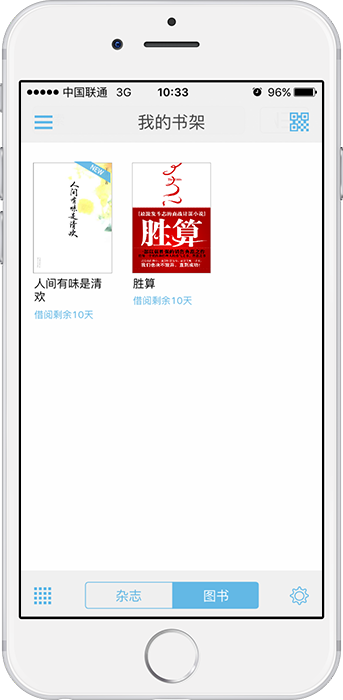 中国联通 3G 10:33 96%
我的书架
NEW
人间有味是清欢
胜算
人间有味是清
欢
胜算
借阅剩余10天
借阅剩余10天
杂志 图书